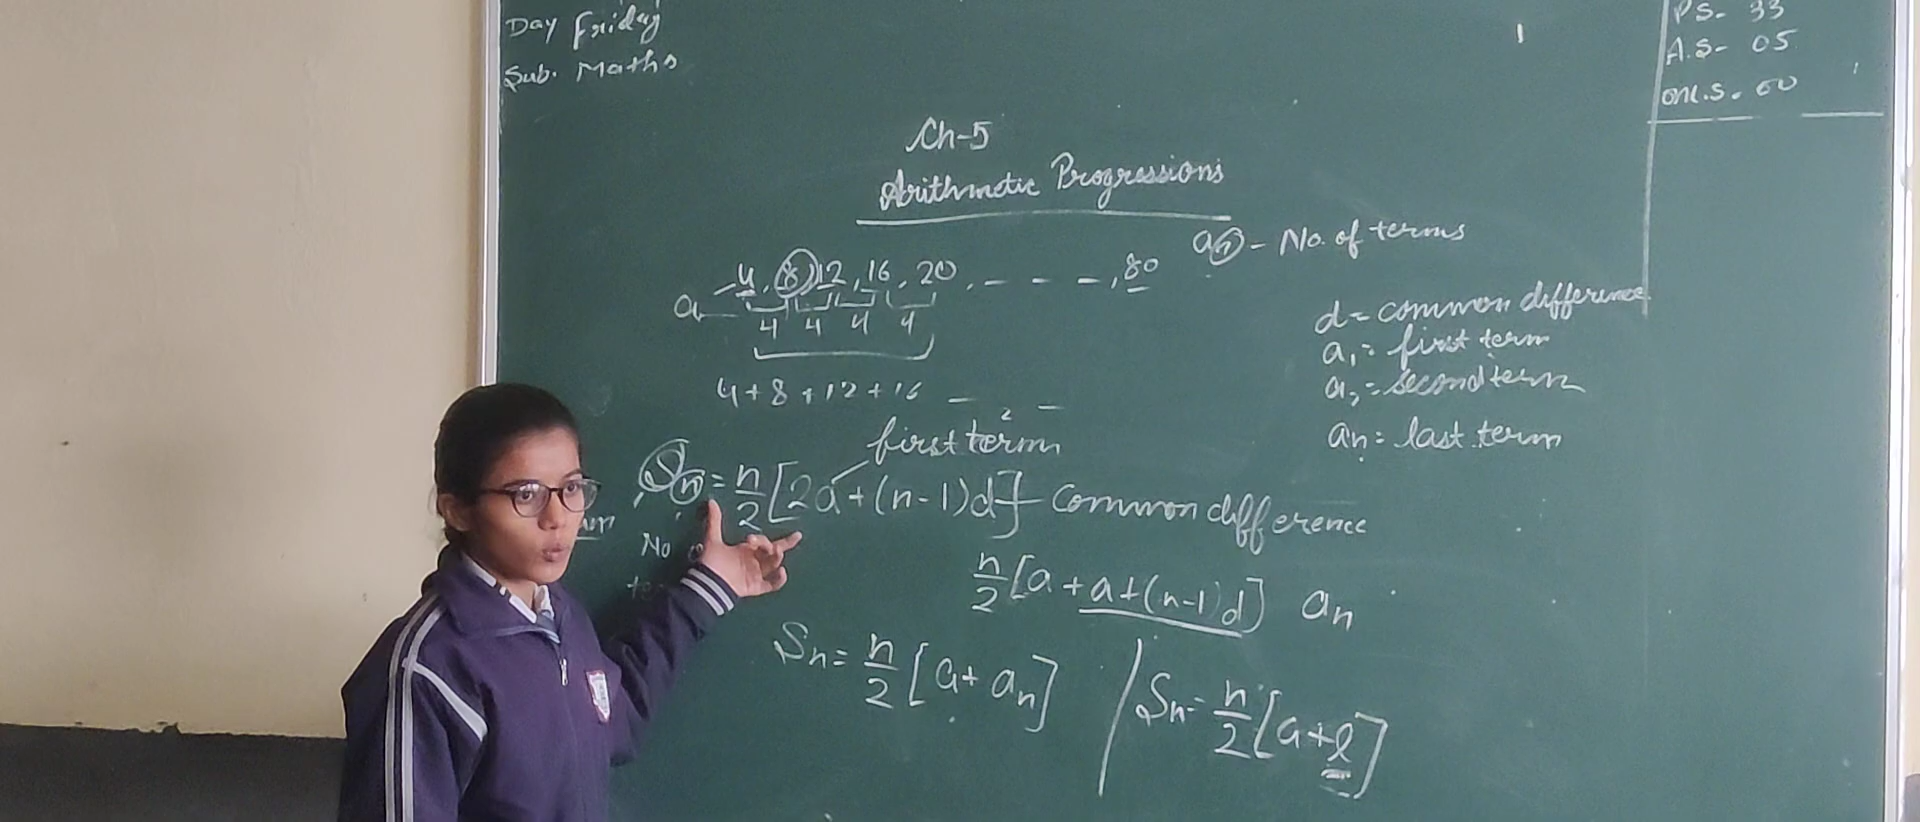 Day Friday
Sub. Maths
P.S- 33
A.S- 05
M.S. 00
Ch-5
Arithmetic Progressions
an - No. of terms
a 4, 8, 12, 16, 20, - - - , 80
4 4 4 4
4 + 8 + 12 + 16 - -
d = common difference
a₁ = first term
a₂ = second term
an = last term
first term
Sn = n/2 [2a + (n-1)d] Common difference
No
n/2 [a + a + (n-1)d] an
Sn = n/2 [a + an]
Sn = n/2 [a + l]